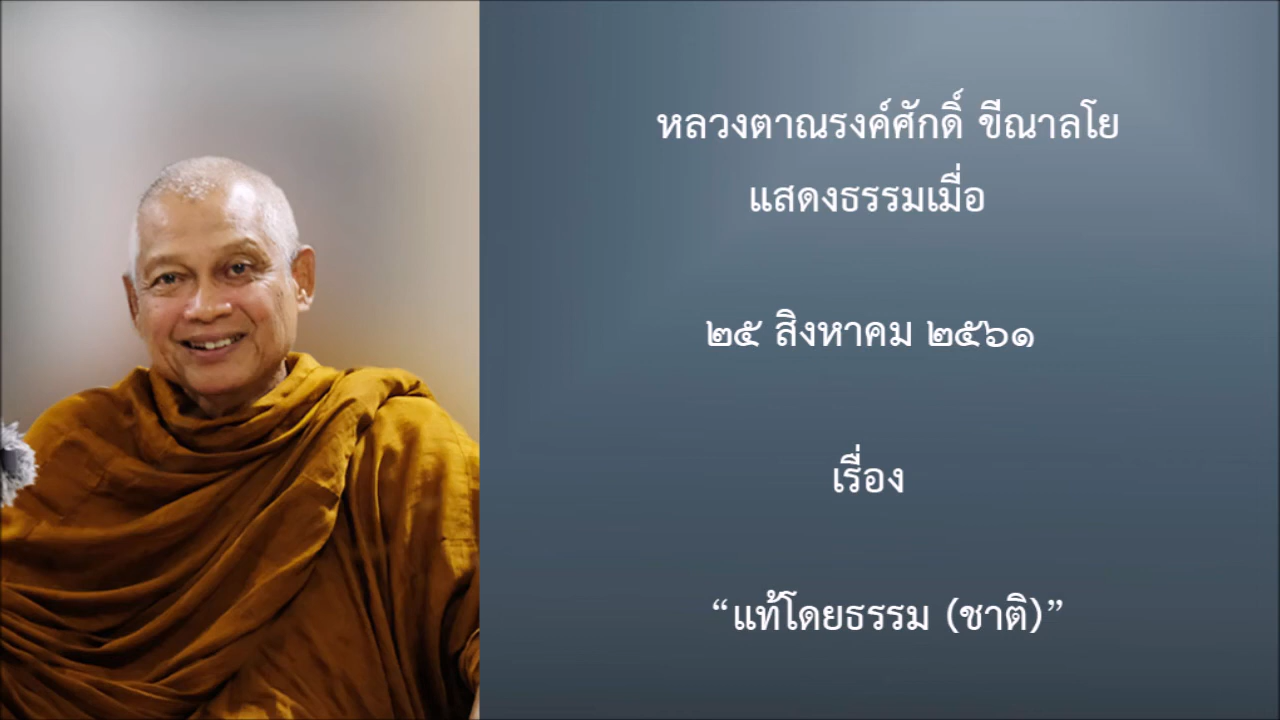 หลวงตาณรงค์ศักดิ์ ขีณาลโย
แสดงธรรมเมื่อ
๒๕ สิงหาคม ๒๕๖๑
เรื่อง
“แท้โดยธรรม (ชาติ)”